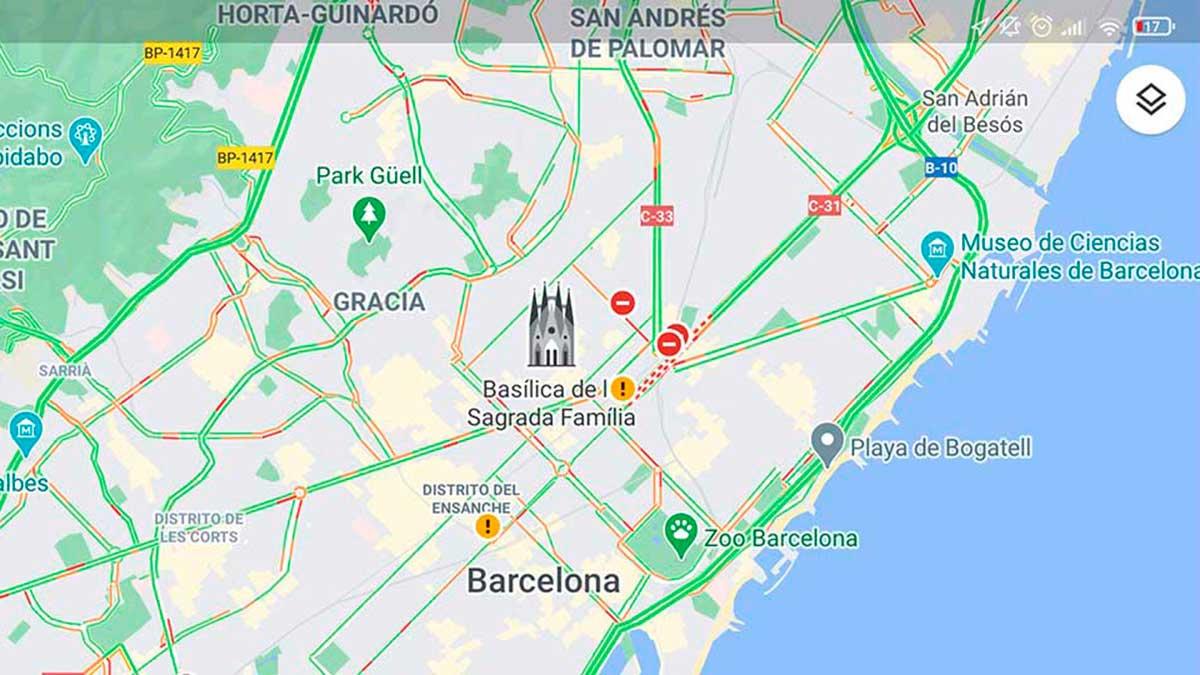 HORTA-GUINARDÓ
SAN ANDRÉS
DE PALOMAR
17
BP-1417
San Adrián
del Besós
ccions
bidabo
BP-1417
B-10
Park Güell
C-31
C-33
O DE
SANT
RSI
Museo de Ciencias
Naturales de Barcelona
GRACIA
SARRIÀ
Basílica de l
Sagrada Família
Playa de Bogatell
albes
DISTRITO DEL
ENSANCHE
DISTRITO DE
LES CORTS
Zoo Barcelona
Barcelona